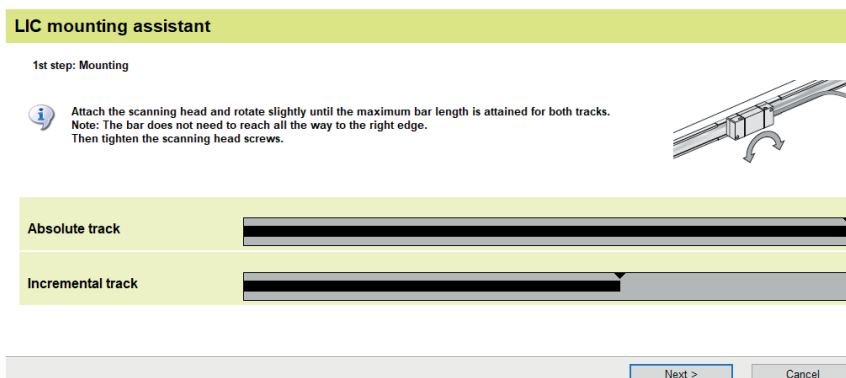 LIC mounting assistant
1st step: Mounting
Attach the scanning head and rotate slightly until the maximum bar length is attained for both tracks.
Note: The bar does not need to reach all the way to the right edge.
Then tighten the scanning head screws.
Absolute track
Incremental track
Next > Cancel